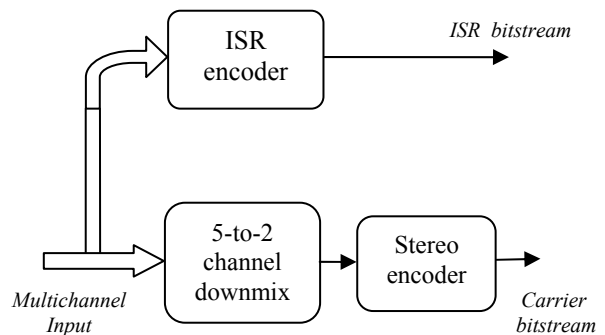 ISR
encoder
ISR bitstream
5-to-2
channel
downmix
Stereo
encoder
Multichannel
Input
Carrier
bitstream